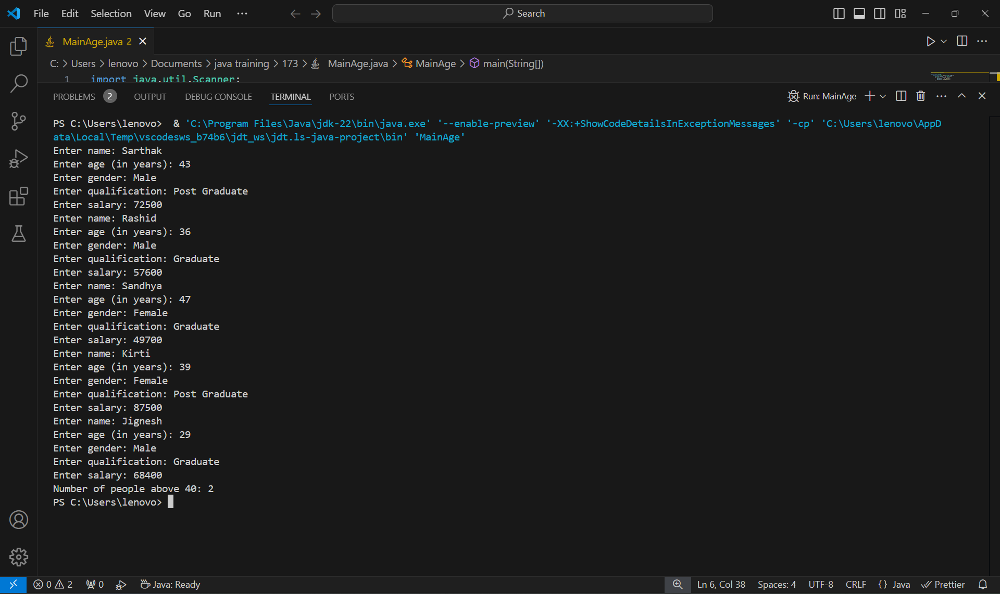 File Edit Selection View Go Run ··· Search
MainAge.java 2
C: > Users > lenovo > Documents > java training > 173 > MainAge.java > MainAge > main(String[])
1 import java.util.Scanner;
PROBLEMS 2 OUTPUT DEBUG CONSOLE TERMINAL PORTS Run: MainAge
PS C:\Users\lenovo>  & 'C:\Program Files\Java\jdk-22\bin\java.exe' '--enable-preview' '-XX:+ShowCodeDetailsInExceptionMessages' '-cp' 'C:\Users\lenovo\AppD
ata\Local\Temp\vscodesws_b74b6\jdt_ws\jdt.ls-java-project\bin' 'MainAge'
Enter name: Sarthak
Enter age (in years): 43
Enter gender: Male
Enter qualification: Post Graduate
Enter salary: 72500
Enter name: Rashid
Enter age (in years): 36
Enter gender: Male
Enter qualification: Graduate
Enter salary: 57600
Enter name: Sandhya
Enter age (in years): 47
Enter gender: Female
Enter qualification: Graduate
Enter salary: 49700
Enter name: Kirti
Enter age (in years): 39
Enter gender: Female
Enter qualification: Post Graduate
Enter salary: 87500
Enter name: Jignesh
Enter age (in years): 29
Enter gender: Male
Enter qualification: Graduate
Enter salary: 68400
Number of people above 40: 2
PS C:\Users\lenovo>
0 2 0 Java: Ready Ln 6, Col 38 Spaces: 4 UTF-8 CRLF {} Java Prettier